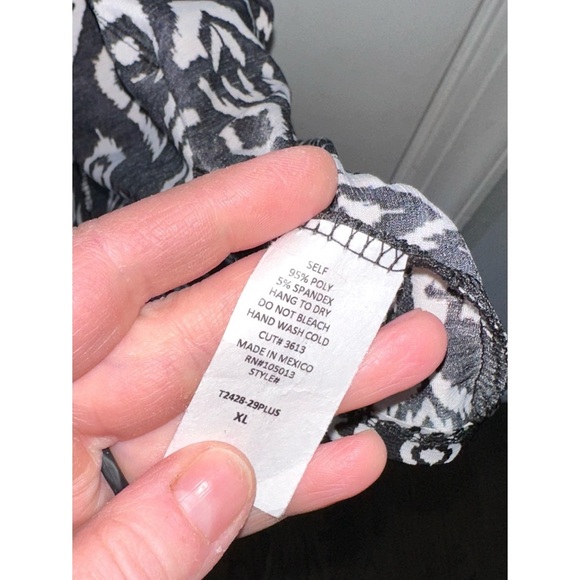 SELF
95% POLY
5% SPANDEX
HANG TO DRY
DO NOT BLEACH
HAND WASH COLD
CUT# 3613
MADE IN MEXICO
RN#105013
STYLE#
T2428-29PLUS
XL